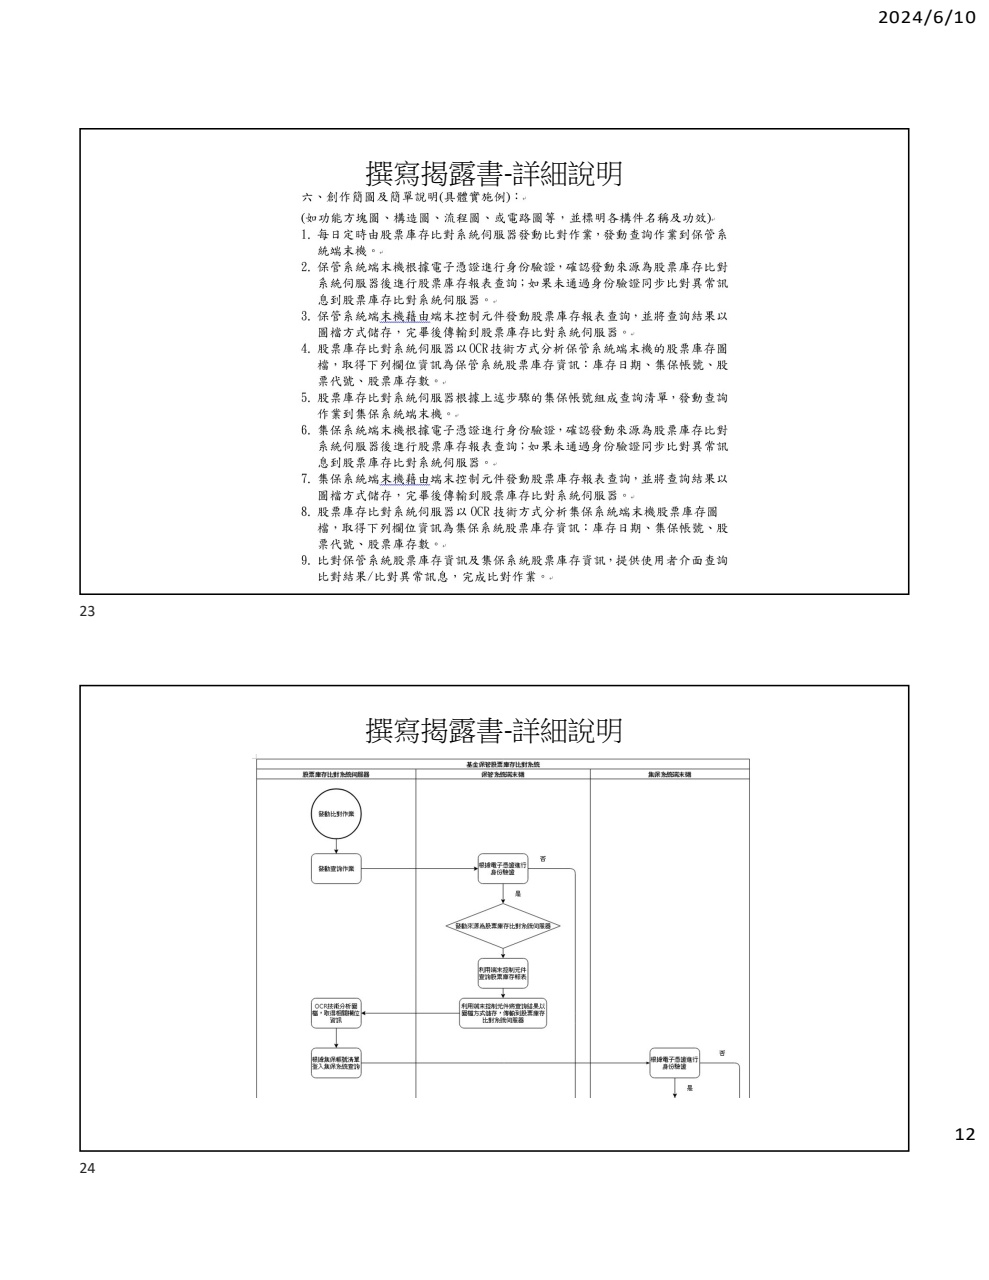 2024/6/10
撰寫揭露書-詳細說明
六、創作簡圖及簡單說明(具體實施例)：
(如功能方塊圖、構造圖、流程圖、或電路圖等，並標明各構件名稱及功效)
1. 每日定時由股票庫存比對系統伺服器發動比對作業，發動查詢作業到保管系
統端末機。
2. 保管系統端末機根據電子憑證進行身份驗證，確認發動來源為股票庫存比對
系統伺服器後進行股票庫存報表查詢；如果未通過身份驗證同步比對異常訊
息到股票庫存比對系統伺服器。
3. 保管系統端末機藉由端末控制元件發動股票庫存報表查詢，並將查詢結果以
圖檔方式儲存，完畢後傳輸到股票庫存比對系統伺服器。
4. 股票庫存比對系統伺服器以OCR技術方式分析保管系統端末機的股票庫存圖
檔，取得下列欄位資訊為保管系統股票庫存資訊：庫存日期、集保帳號、股
票代號、股票庫存數。
5. 股票庫存比對系統伺服器根據上述步驟的集保帳號組成查詢清單，發動查詢
作業到集保系統端末機。
6. 集保系統端末機根據電子憑證進行身份驗證，確認發動來源為股票庫存比對
系統伺服器後進行股票庫存報表查詢；如果未通過身份驗證同步比對異常訊
息到股票庫存比對系統伺服器。
7. 集保系統端末機藉由端末控制元件發動股票庫存報表查詢，並將查詢結果以
圖檔方式儲存，完畢後傳輸到股票庫存比對系統伺服器。
8. 股票庫存比對系統伺服器以 OCR 技術方式分析集保系統端末機股票庫存圖
檔，取得下列欄位資訊為集保系統股票庫存資訊：庫存日期、集保帳號、股
票代號、股票庫存數。
9. 比對保管系統股票庫存資訊及集保系統股票庫存資訊，提供使用者介面查詢
比對結果/比對異常訊息，完成比對作業。
23
撰寫揭露書-詳細說明
基金保管股票庫存比對系統
股票庫存比對系統伺服器
保管系統端末機
集保系統端末機
發動比對作業
發動查詢作業
根據電子憑證進行
身份驗證
否
是
發動來源為股票庫存比對系統伺服器
利用端末控制元件
查詢股票庫存報表
OCR技術分析圖
檔，取得相關欄位
資訊
利用端末控制元件將查詢結果以
圖檔方式儲存，傳輸到股票庫存
比對系統伺服器
根據集保帳號清單
匯入集保系統查詢
根據電子憑證進行
身份驗證
否
是
12
24